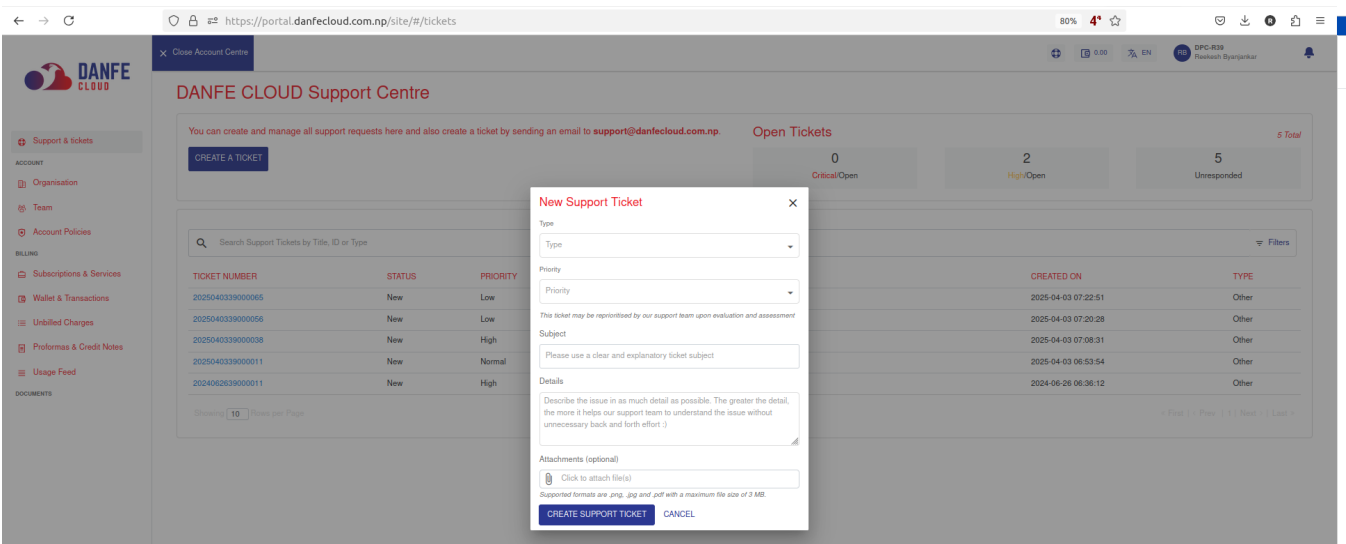 https://portal.danfecloud.com.np/site/#/tickets
80%
DANFE
CLOUD
Close Account Centre
0.00
EN
RB
DPC-R39
Reekesh Byanjankar
DANFE CLOUD Support Centre
Support & tickets
ACCOUNT
Organisation
Team
Account Policies
BILLING
Subscriptions & Services
Wallet & Transactions
Unbilled Charges
Proformas & Credit Notes
Usage Feed
DOCUMENTS
You can create and manage all support requests here and also create a ticket by sending an email to support@danfecloud.com.np.
CREATE A TICKET
Open Tickets
5 Total
0
Critical/Open
2
High/Open
5
Unresponded
Search Support Tickets by Title, ID or Type
Filters
TICKET NUMBER STATUS PRIORITY CREATED ON TYPE
2025040339000065 New Low 2025-04-03 07:22:51 Other
2025040339000056 New Low 2025-04-03 07:20:28 Other
2025040339000038 New High 2025-04-03 07:08:31 Other
2025040339000011 New Normal 2025-04-03 06:53:54 Other
2024062639000011 New High 2024-06-26 06:36:12 Other
Showing 10 Rows per Page
« First | ‹ Prev | 1 | Next › | Last »
New Support Ticket
Type
Type
Priority
Priority
This ticket may be reprioritised by our support team upon evaluation and assessment
Subject
Please use a clear and explanatory ticket subject
Details
Describe the issue in as much detail as possible. The greater the detail,
the more it helps our support team to understand the issue without
unnecessary back and forth effort :)
Attachments (optional)
Click to attach file(s)
Supported formats are .png, .jpg and .pdf with a maximum file size of 3 MB.
CREATE SUPPORT TICKET
CANCEL